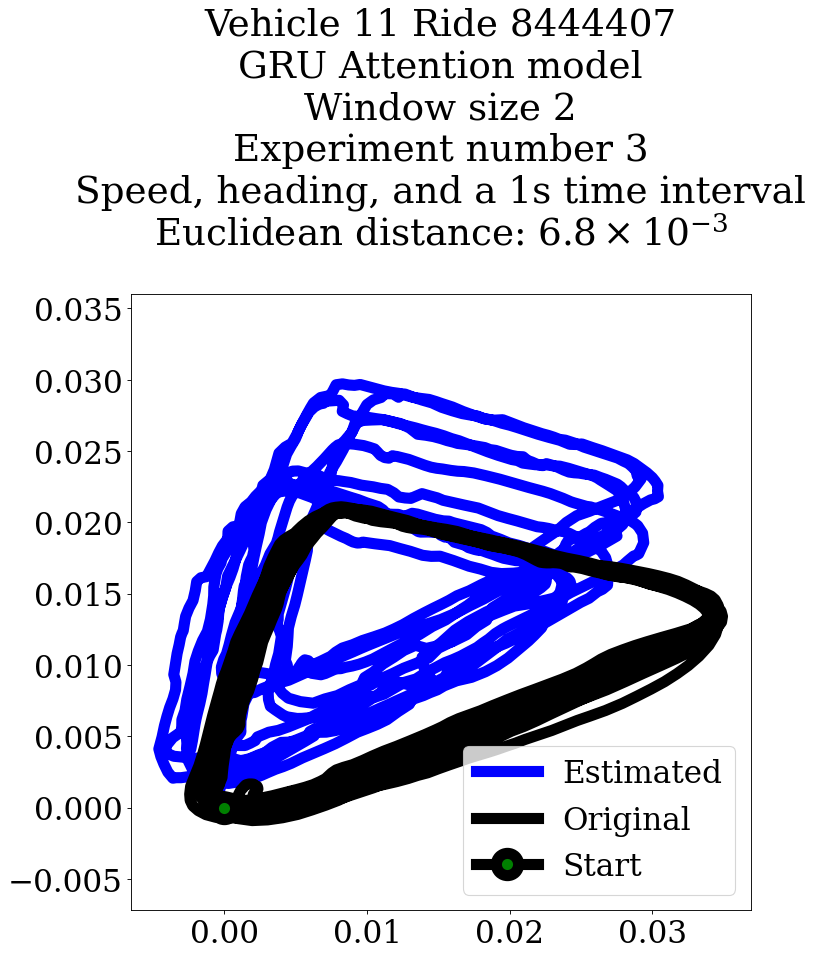 Vehicle 11 Ride 8444407
GRU Attention model
Window size 2
Experiment number 3
Speed, heading, and a 1s time interval
Euclidean distance: 6.8 × 10⁻³
0.035
0.030
0.025
0.020
0.015
0.010
0.005
0.000
−0.005
Estimated
Original
Start
0.00 0.01 0.02 0.03